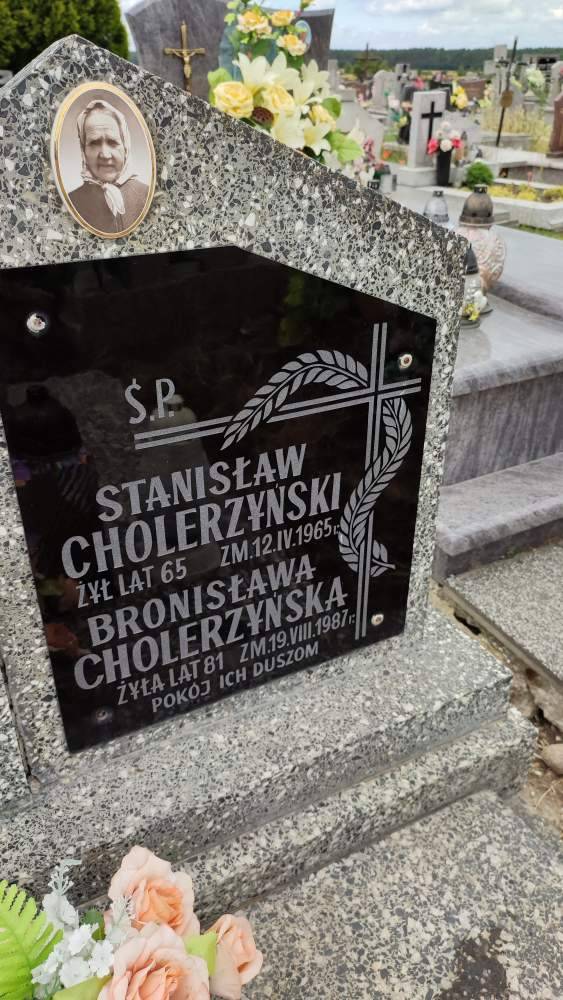 Ś.P.
STANISŁAW
CHOLERZYŃSKI
ŻYŁ LAT 65 ZM. 12.IV.1965r.
BRONISŁAWA
CHOLERZYŃSKA
ŻYŁA LAT 81 ZM. 19.VIII.1987r.
POKÓJ ICH DUSZOM